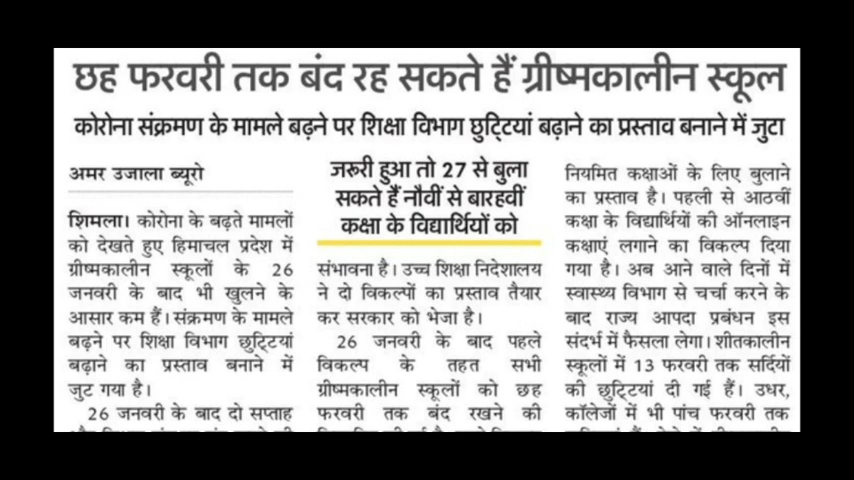 छह फरवरी तक बंद रह सकते हैं ग्रीष्मकालीन स्कूल
कोरोना संक्रमण के मामले बढ़ने पर शिक्षा विभाग छुट्टियां बढ़ाने का प्रस्ताव बनाने में जुटा
अमर उजाला ब्यूरो
शिमला। कोरोना के बढ़ते मामलों
को देखते हुए हिमाचल प्रदेश में
ग्रीष्मकालीन स्कूलों के 26
जनवरी के बाद भी खुलने के
आसार कम हैं। संक्रमण के मामले
बढ़ने पर शिक्षा विभाग छुट्टियां
बढ़ाने का प्रस्ताव बनाने में
जुट गया है।
26 जनवरी के बाद दो सप्ताह
जरूरी हुआ तो 27 से बुला
सकते हैं नौवीं से बारहवीं
कक्षा के विद्यार्थियों को
संभावना है। उच्च शिक्षा निदेशालय
ने दो विकल्पों का प्रस्ताव तैयार
कर सरकार को भेजा है।
26 जनवरी के बाद पहले
विकल्प के तहत सभी
ग्रीष्मकालीन स्कूलों को छह
फरवरी तक बंद रखने की
नियमित कक्षाओं के लिए बुलाने
का प्रस्ताव है। पहली से आठवीं
कक्षा के विद्यार्थियों की ऑनलाइन
कक्षाएं लगाने का विकल्प दिया
गया है। अब आने वाले दिनों में
स्वास्थ्य विभाग से चर्चा करने के
बाद राज्य आपदा प्रबंधन इस
संदर्भ में फैसला लेगा। शीतकालीन
स्कूलों में 13 फरवरी तक सर्दियों
की छुट्टियां दी गई हैं। उधर,
कॉलेजों में भी पांच फरवरी तक